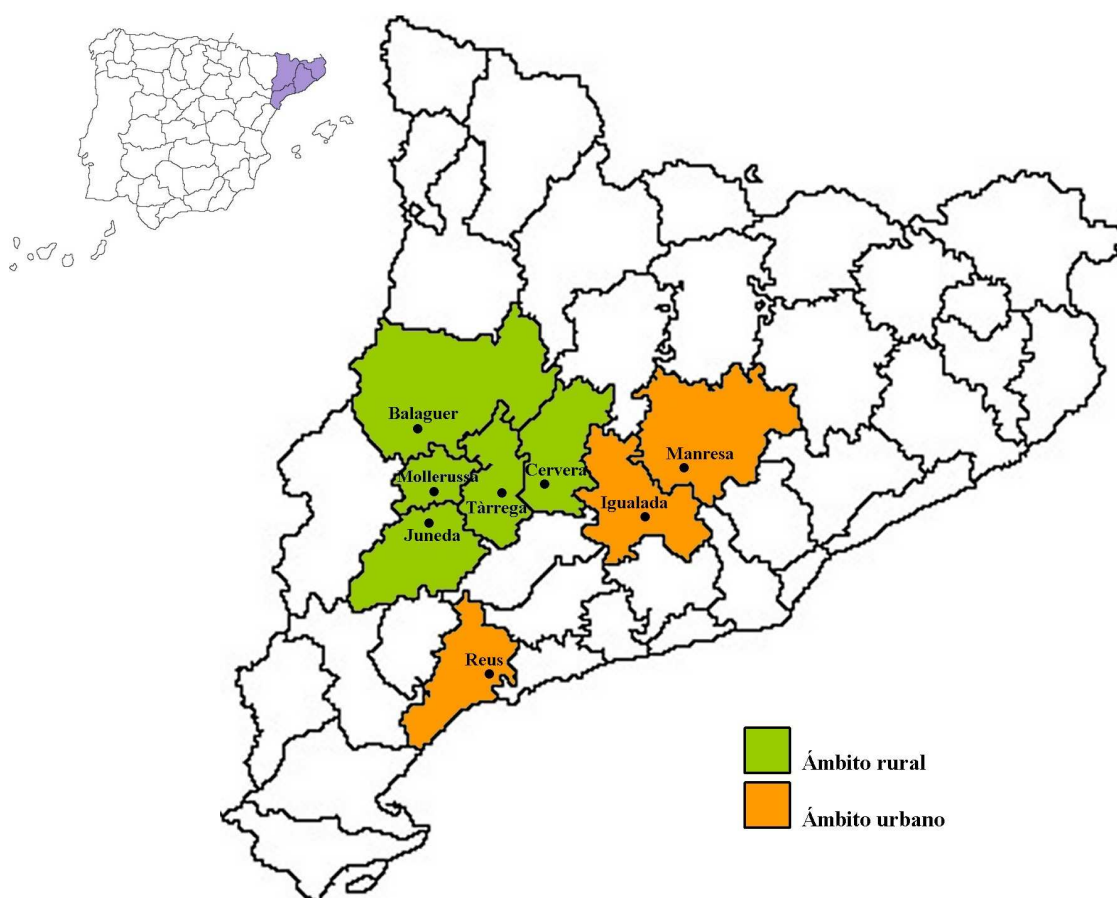 Balaguer
Manresa
Cervera
Mollerussa
Tàrrega
Igualada
Juneda
Reus
Ámbito rural
Ámbito urbano